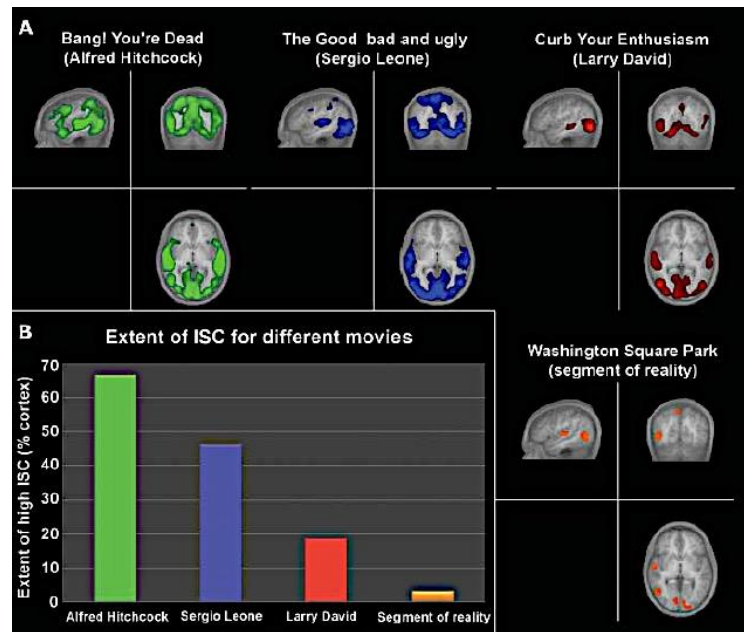 A
Bang! You're Dead
(Alfred Hitchcock)
The Good bad and ugly
(Sergio Leone)
Curb Your Enthusiasm
(Larry David)
B
Extent of ISC for different movies
Extent of high ISC (% cortex)
70
60
50
40
30
20
10
0
Alfred Hitchcock
Sergio Leone
Larry David
Segment of reality
Washington Square Park
(segment of reality)